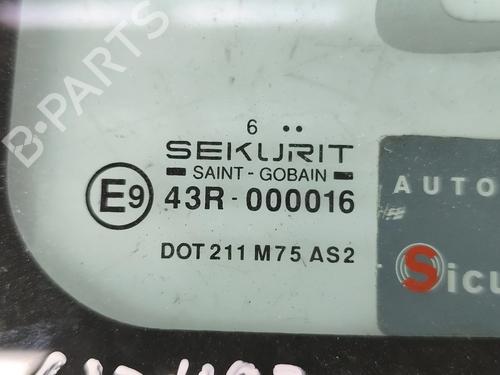 B-PARTS
6 ..
SEKURIT
SAINT - GOBAIN
E9 43R - 000016
DOT 211 M75 AS2
AUTO
Sicu